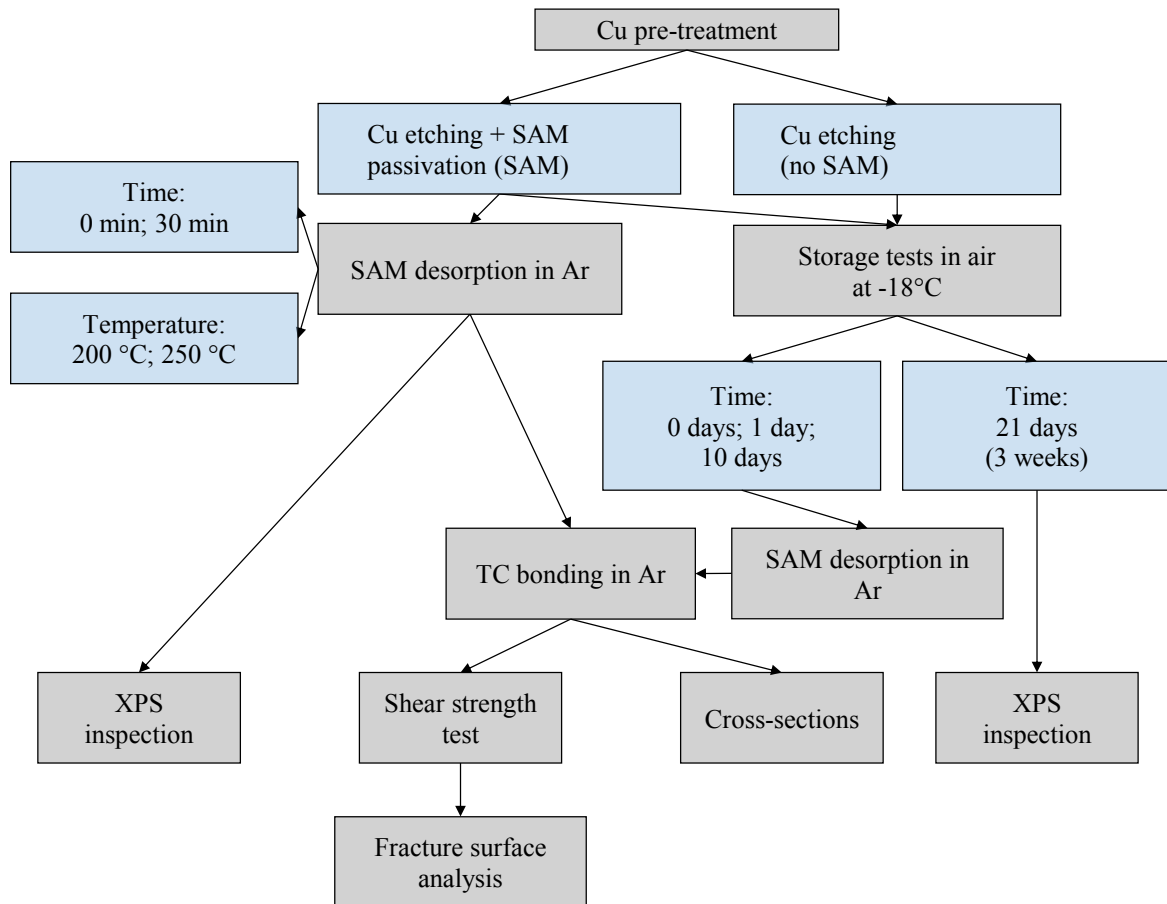 Cu pre-treatment
Cu etching + SAM
passivation (SAM)
Cu etching
(no SAM)
Time:
0 min; 30 min
SAM desorption in Ar
Storage tests in air
at -18°C
Temperature:
200 °C; 250 °C
Time:
0 days; 1 day;
10 days
Time:
21 days
(3 weeks)
TC bonding in Ar
SAM desorption in
Ar
XPS
inspection
Shear strength
test
Cross-sections
XPS
inspection
Fracture surface
analysis